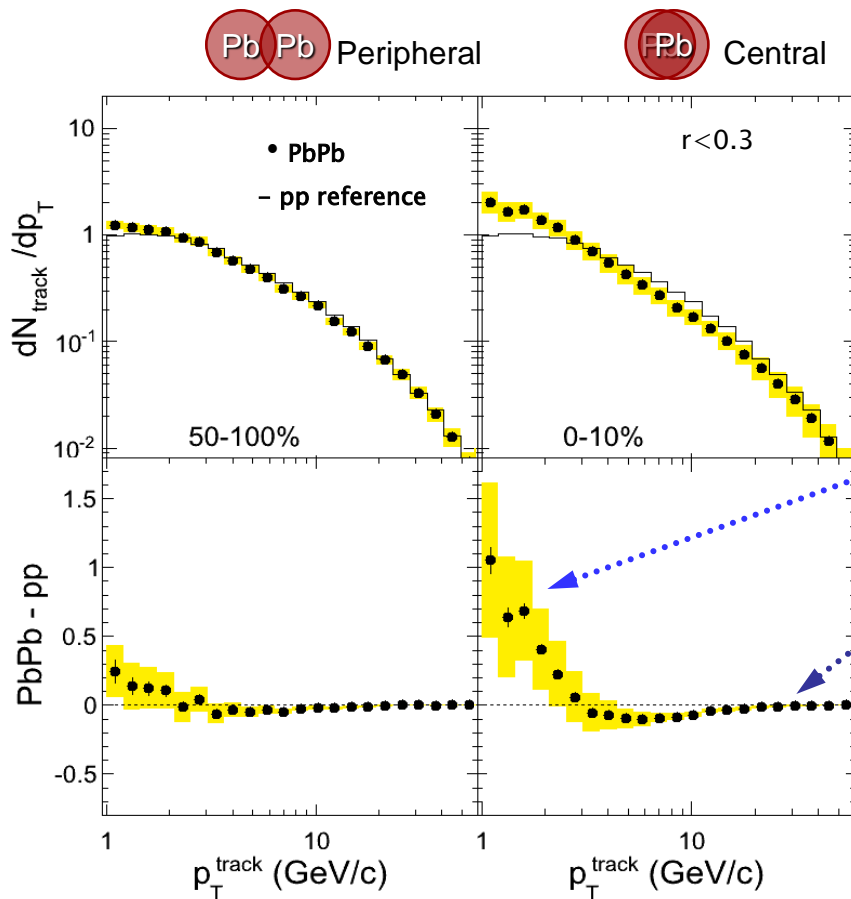 Pb Pb Peripheral
Pb Pb Central
10
1
10^-1
10^-2
dN_track/dp_T
PbPb
– pp reference
50-100%
r<0.3
0-10%
1.5
1
0.5
0
-0.5
PbPb - pp
1 10
p_T^track (GeV/c)
1 10
p_T^track (GeV/c)